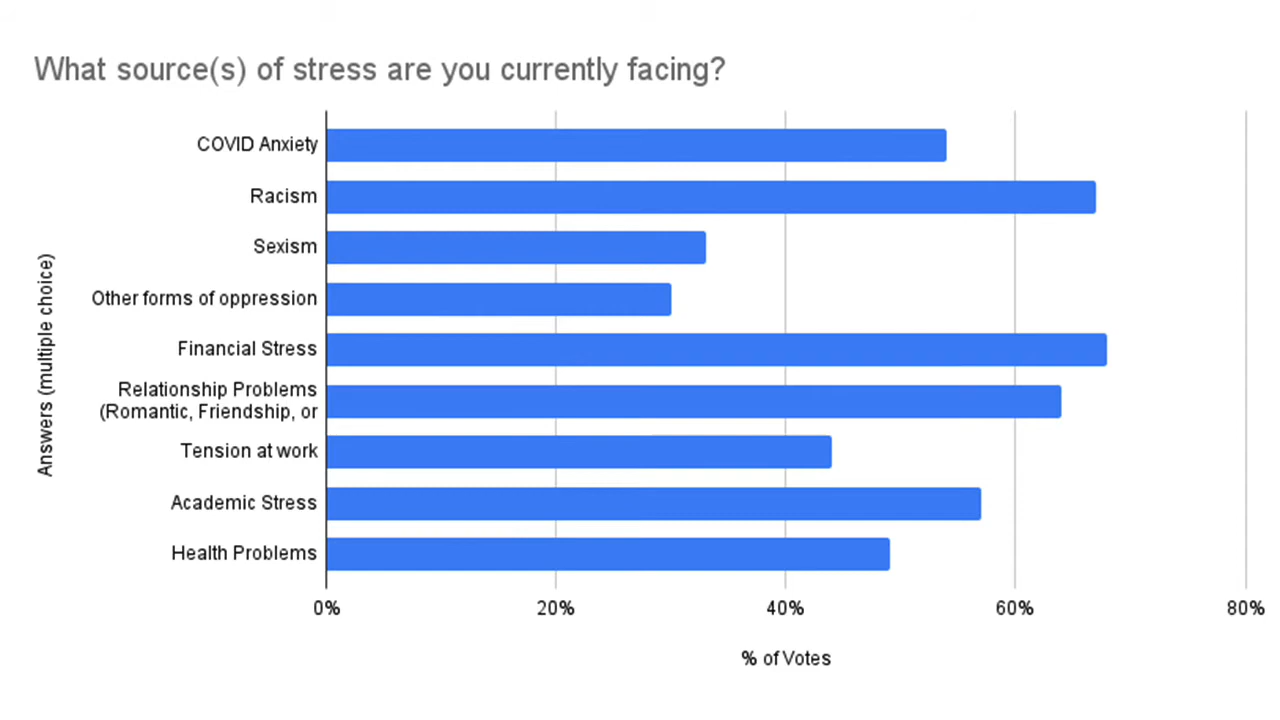 What source(s) of stress are you currently facing?
Answers (multiple choice)
COVID Anxiety
Racism
Sexism
Other forms of oppression
Financial Stress
Relationship Problems
(Romantic, Friendship, or
Tension at work
Academic Stress
Health Problems
0%
20%
40%
60%
80%
% of Votes